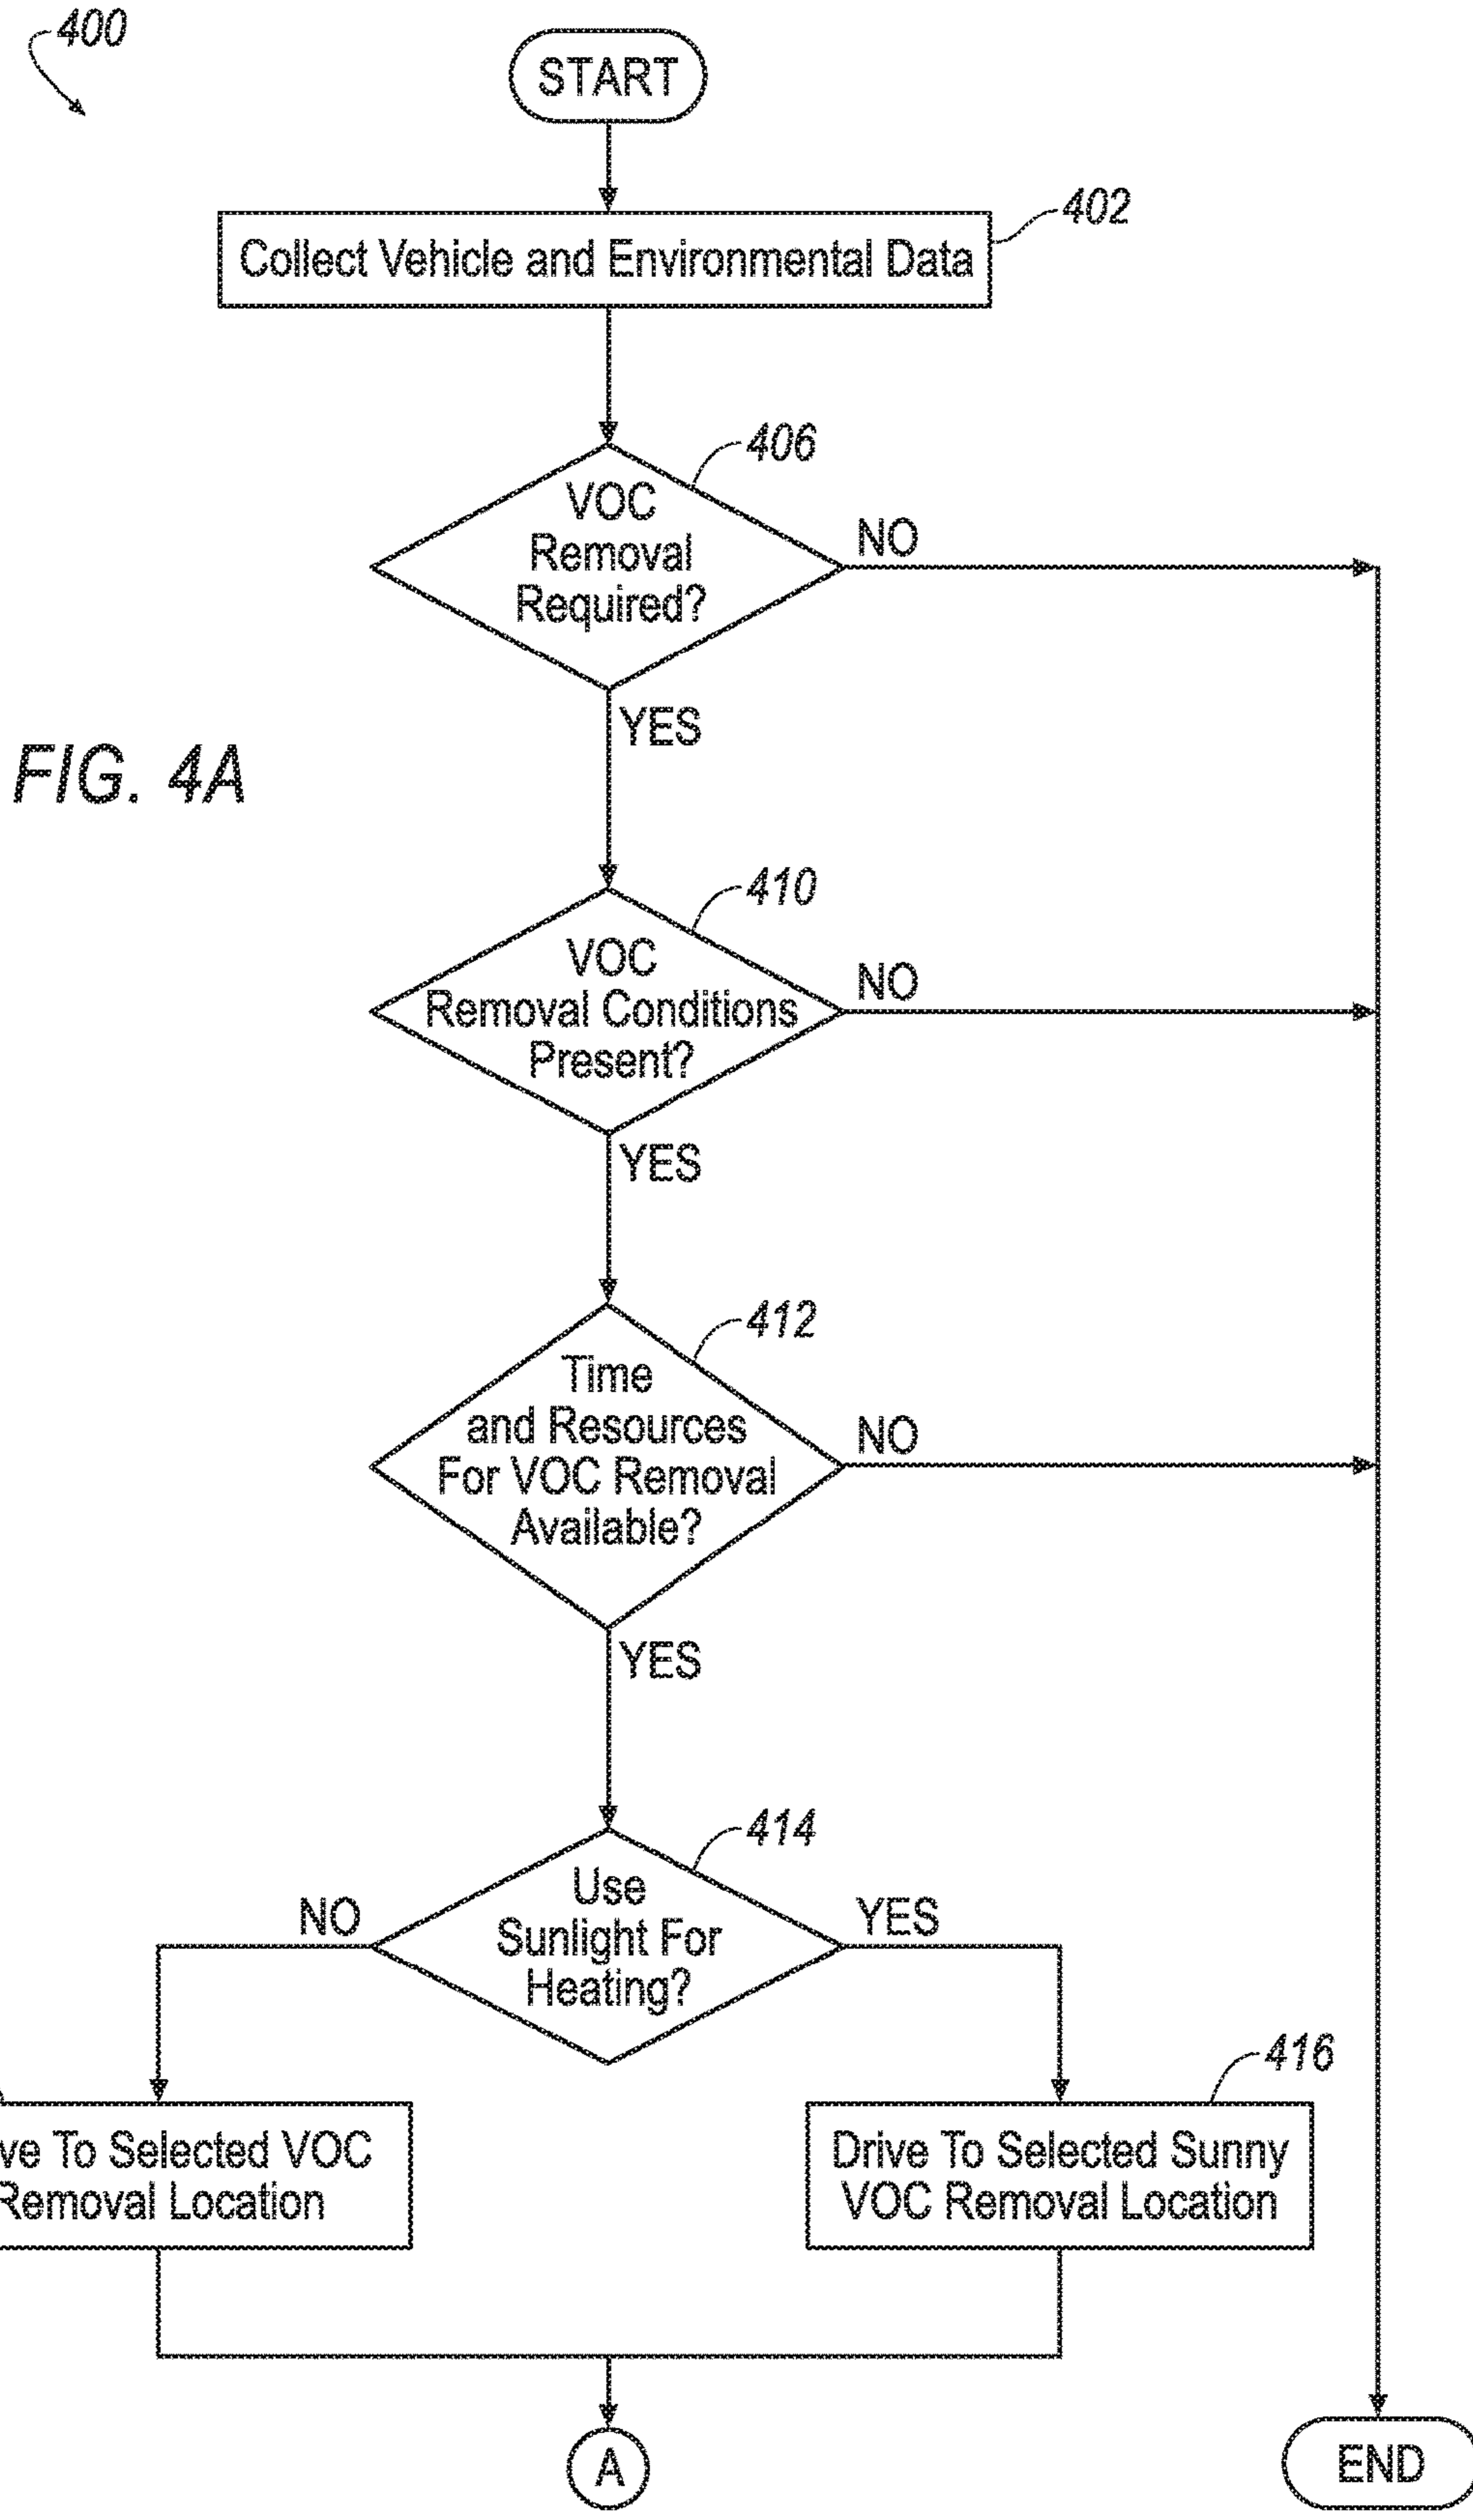 400
START
402
Collect Vehicle and Environmental Data
406
VOC
Removal
Required?
NO
YES
FIG. 4A
410
VOC
Removal Conditions
Present?
NO
YES
412
Time
and Resources
For VOC Removal
Available?
NO
YES
414
Use
Sunlight For
Heating?
NO
YES
416
ve To Selected VOC
Removal Location
Drive To Selected Sunny
VOC Removal Location
A
END